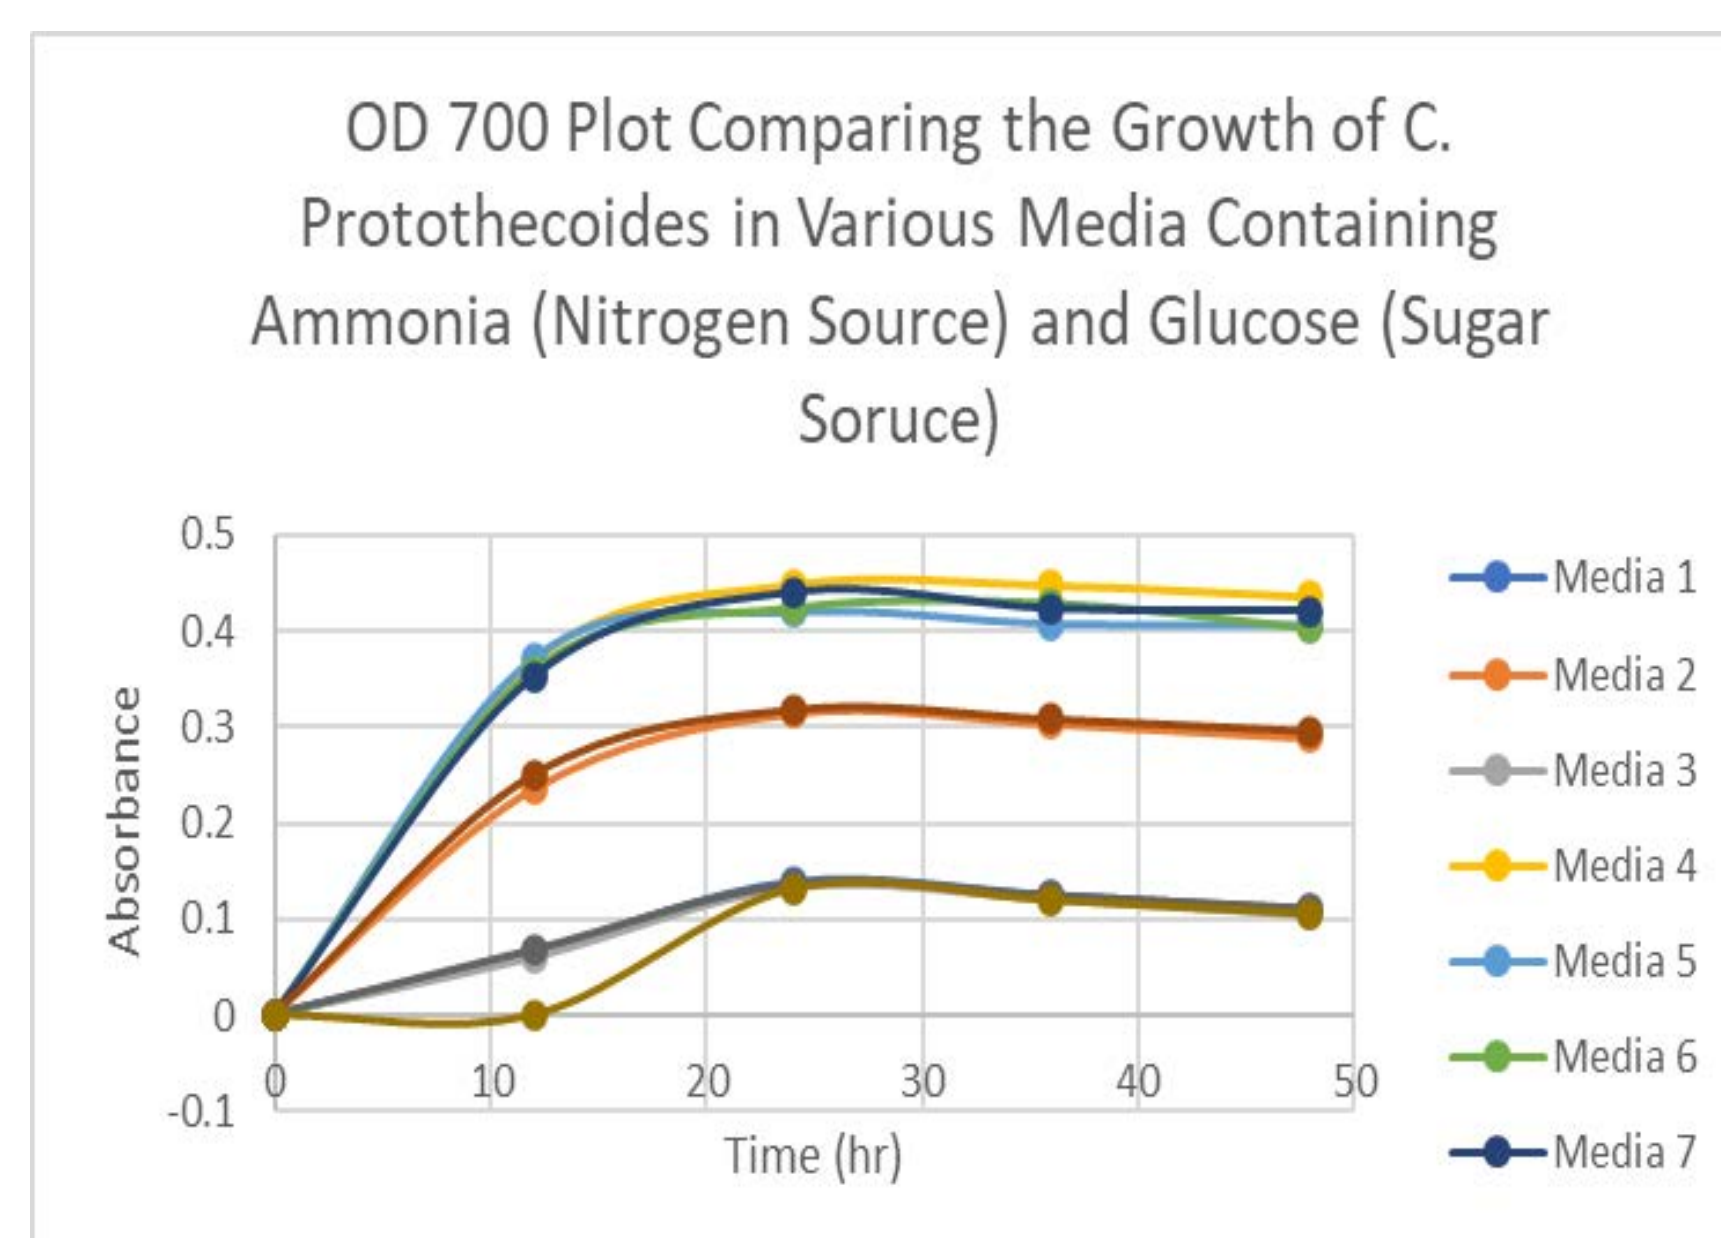 OD 700 Plot Comparing the Growth of C.
Protothecoides in Various Media Containing
Ammonia (Nitrogen Source) and Glucose (Sugar
Soruce)
0.5
0.4
0.3
0.2
0.1
0
-0.1
Absorbance
0 10 20 30 40 50
Time (hr)
Media 1
Media 2
Media 3
Media 4
Media 5
Media 6
Media 7